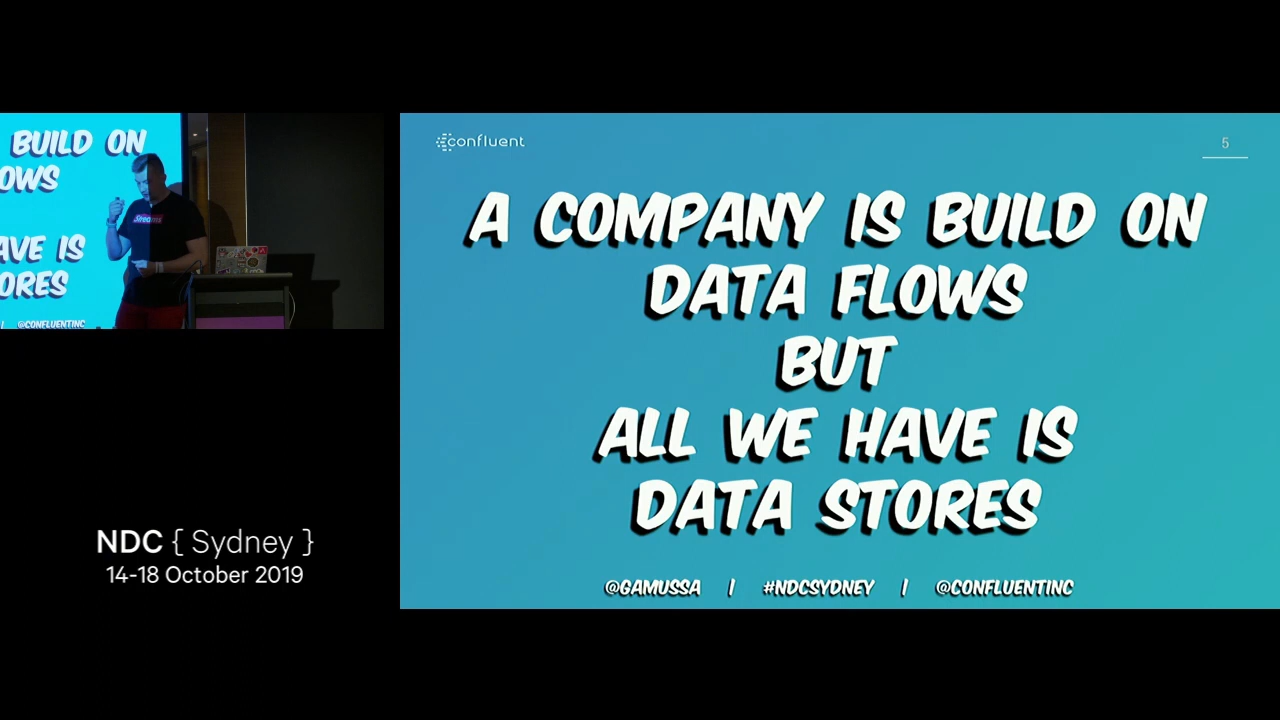 BUILD ON
OWS
AVE IS
ORES
@CONFLUENTINC
Streams
NDC { Sydney }
14-18 October 2019
confluent
5
A COMPANY IS BUILD ON
DATA FLOWS
BUT
ALL WE HAVE IS
DATA STORES
@GAMUSSA | #NDCSYDNEY | @CONFLUENTINC